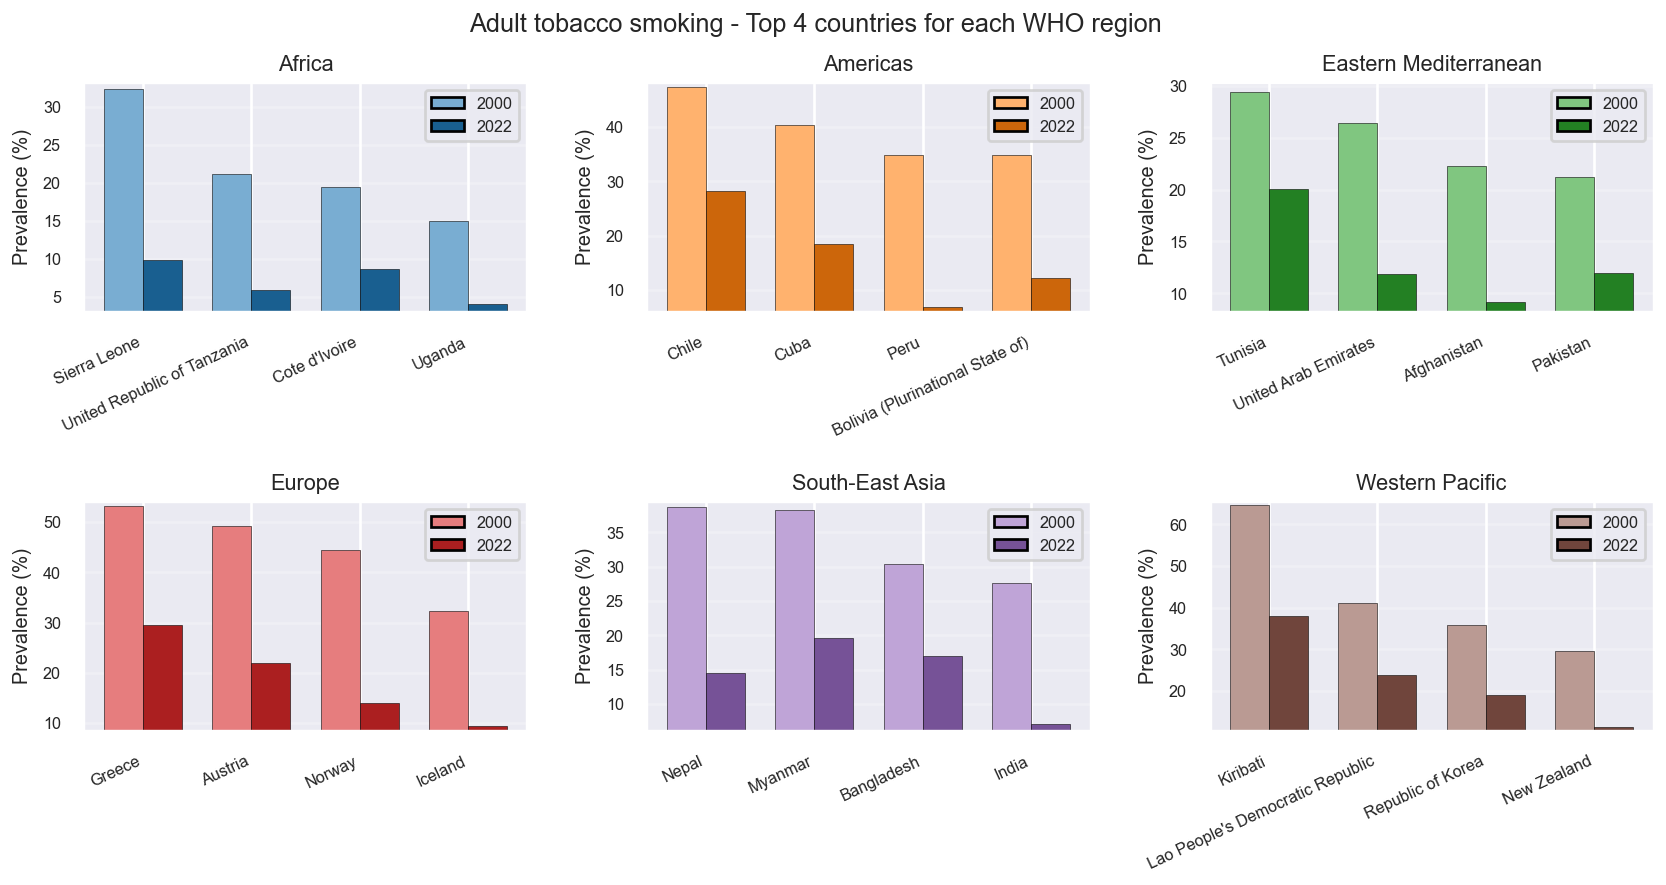 Adult tobacco smoking - Top 4 countries for each WHO region
Africa
Prevalence (%)
30
25
20
15
10
5
2000
2022
Sierra Leone
United Republic of Tanzania
Cote d'Ivoire
Uganda
Americas
Prevalence (%)
40
30
20
10
2000
2022
Chile
Cuba
Peru
Bolivia (Plurinational State of)
Eastern Mediterranean
Prevalence (%)
30
25
20
15
10
2000
2022
Tunisia
United Arab Emirates
Afghanistan
Pakistan
Europe
Prevalence (%)
50
40
30
20
10
2000
2022
Greece
Austria
Norway
Iceland
South-East Asia
Prevalence (%)
35
30
25
20
15
10
2000
2022
Nepal
Myanmar
Bangladesh
India
Western Pacific
Prevalence (%)
60
50
40
30
20
2000
2022
Kiribati
Lao People's Democratic Republic
Republic of Korea
New Zealand